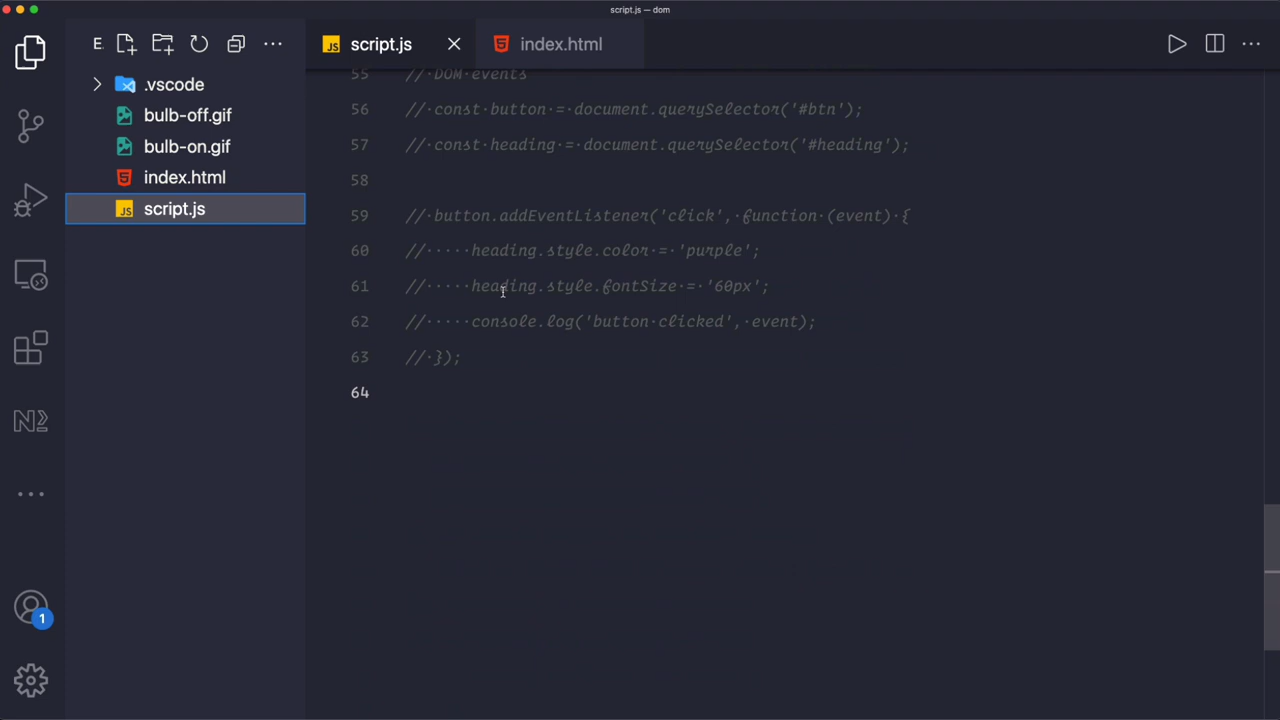 script.js — dom
E
script.js
index.html
.vscode
bulb-off.gif
bulb-on.gif
index.html
script.js
55 // DOM events
56 // const button = document.querySelector('#btn');
57 // const heading = document.querySelector('#heading');
58
59 // button.addEventListener('click', function (event) {
60 //     heading.style.color = 'purple';
61 //     heading.style.fontSize = '60px';
62 //     console.log('button clicked', event);
63 // });
64
1